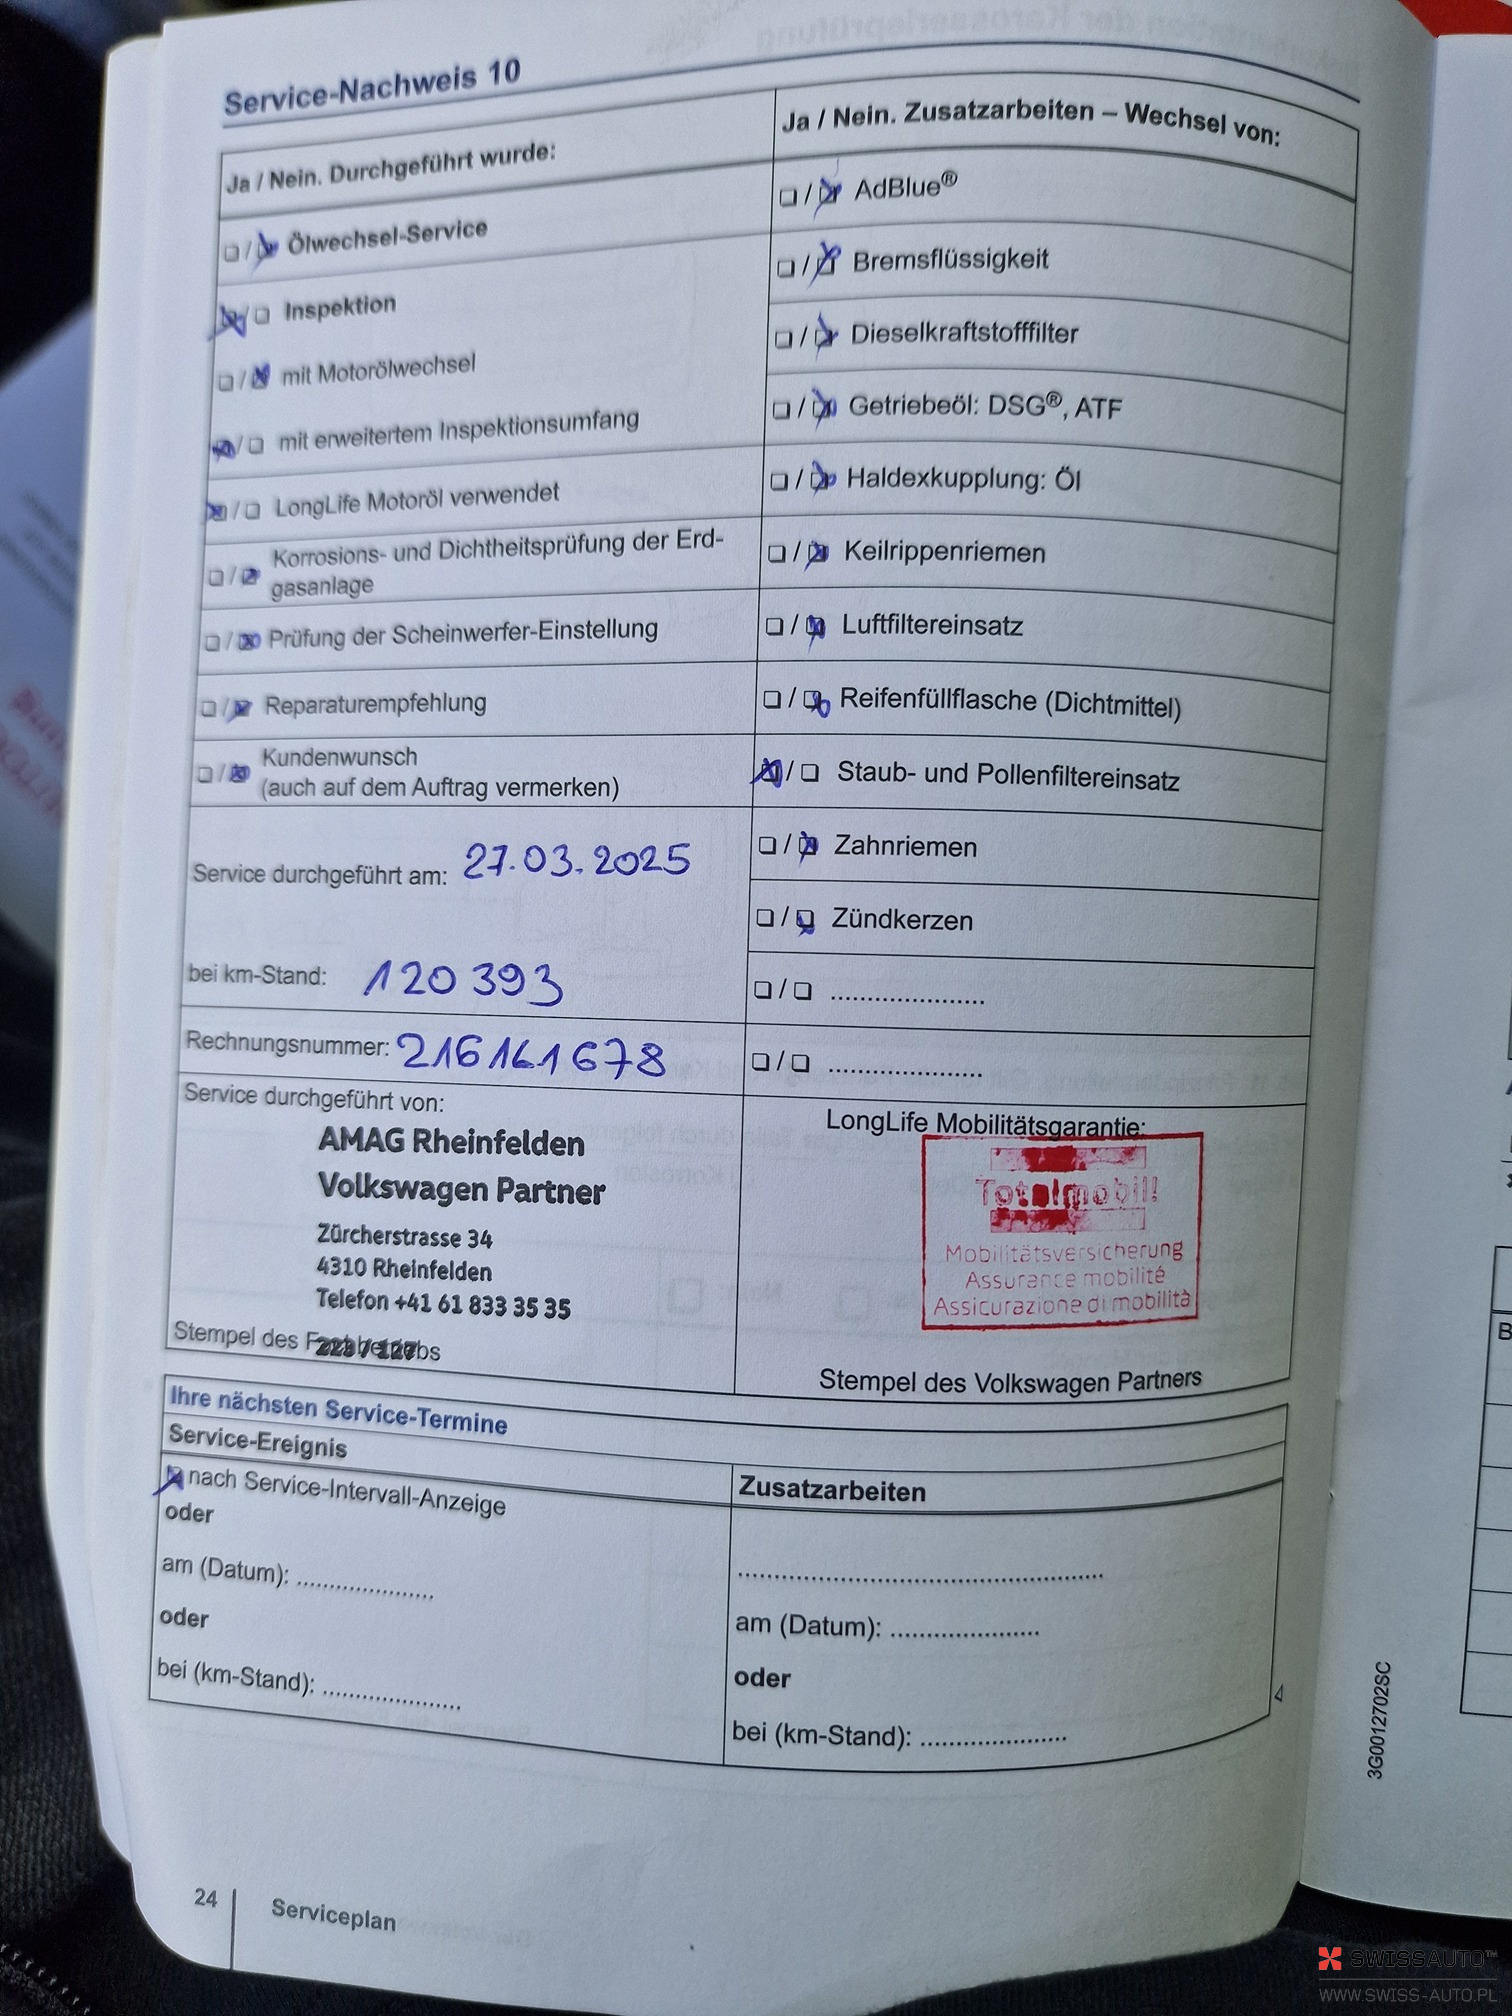 Service-Nachweis 10
Ja / Nein. Durchgeführt wurde:
Ölwechsel-Service
Inspektion
mit Motorölwechsel
mit erweitertem Inspektionsumfang
LongLife Motoröl verwendet
Korrosions- und Dichtheitsprüfung der Erd-
gasanlage
Prüfung der Scheinwerfer-Einstellung
Reparaturempfehlung
Kundenwunsch
(auch auf dem Auftrag vermerken)
Service durchgeführt am: 27.03.2025
bei km-Stand: 120 393
Rechnungsnummer: 216161678
Service durchgeführt von:
AMAG Rheinfelden
Volkswagen Partner
Zürcherstrasse 34
4310 Rheinfelden
Telefon +41 61 833 35 35
Stempel des Fachbetriebs
Ja / Nein. Zusatzarbeiten – Wechsel von:
AdBlue®
Bremsflüssigkeit
Dieselkraftstofffilter
Getriebeöl: DSG®, ATF
Haldexkupplung: Öl
Keilrippenriemen
Luftfiltereinsatz
Reifenfüllflasche (Dichtmittel)
Staub- und Pollenfiltereinsatz
Zahnriemen
Zündkerzen
LongLife Mobilitätsgarantie:
Totalmobil!
Mobilitätsversicherung
Assurance mobilité
Assicurazione di mobilità
Stempel des Volkswagen Partners
Ihre nächsten Service-Termine
Service-Ereignis
nach Service-Intervall-Anzeige
oder
am (Datum): .....................
oder
bei (km-Stand): .....................
Zusatzarbeiten
am (Datum): .....................
oder
bei (km-Stand): .....................
3G0012702SC
24
Serviceplan
SWISSAUTO™
WWW.SWISS-AUTO.PL